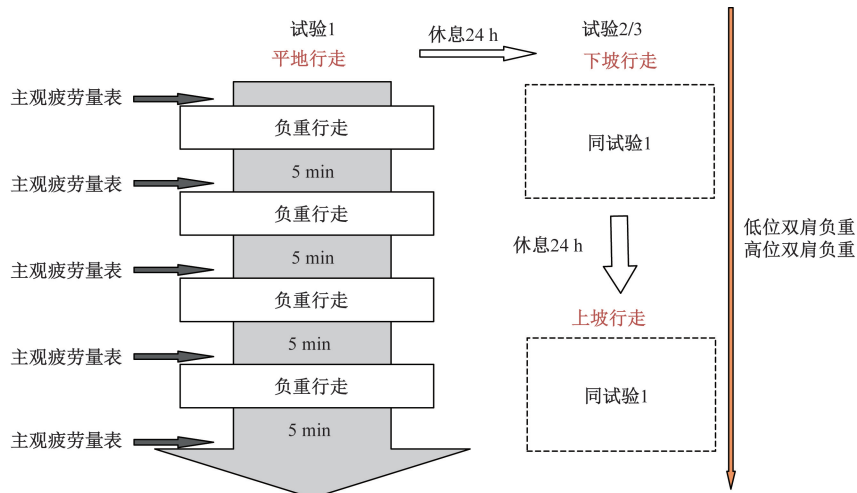 试验1
平地行走
休息24 h
试验2/3
下坡行走
主观疲劳量表
负重行走
5 min
主观疲劳量表
负重行走
5 min
主观疲劳量表
负重行走
5 min
主观疲劳量表
负重行走
5 min
主观疲劳量表
同试验1
休息24 h
上坡行走
同试验1
低位双肩负重
高位双肩负重